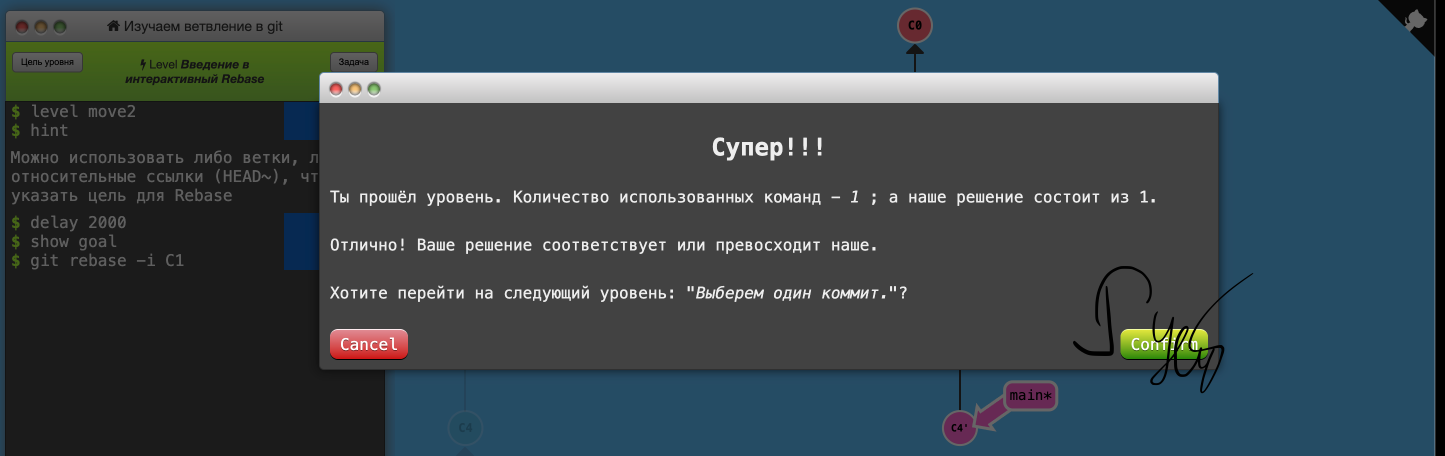 Изучаем ветвление в git
C0
Цель уровня
Level Введение в
интерактивный Rebase
Задача
$ level move2
$ hint
Можно использовать либо ветки, л
относительные ссылки (HEAD~), чт
указать цель для Rebase
$ delay 2000
$ show goal
$ git rebase -i C1
Супер!!!
Ты прошёл уровень. Количество использованных команд - 1 ; а наше решение состоит из 1.
Отлично! Ваше решение соответствует или превосходит наше.
Хотите перейти на следующий уровень: "Выберем один коммит."?
Cancel
Confirm
main*
C4
C4'